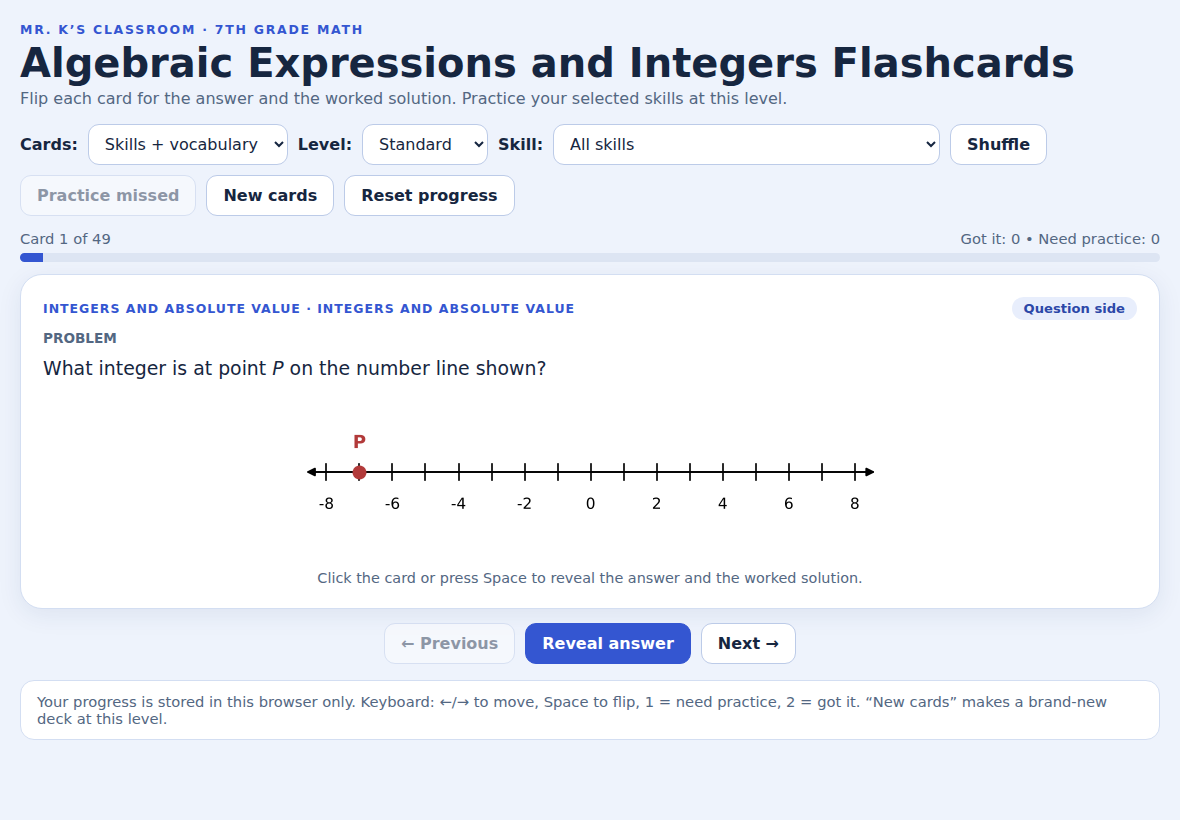 MR. K’S CLASSROOM · 7TH GRADE MATH
Algebraic Expressions and Integers Flashcards
Flip each card for the answer and the worked solution. Practice your selected skills at this level.
Cards: Skills + vocabulary Level: Standard Skill: All skills Shuffle
Practice missed New cards Reset progress
Card 1 of 49 Got it: 0 • Need practice: 0
INTEGERS AND ABSOLUTE VALUE · INTEGERS AND ABSOLUTE VALUE Question side
PROBLEM
What integer is at point P on the number line shown?
P
-8 -6 -4 -2 0 2 4 6 8
Click the card or press Space to reveal the answer and the worked solution.
← Previous Reveal answer Next →
Your progress is stored in this browser only. Keyboard: ←/→ to move, Space to flip, 1 = need practice, 2 = got it. “New cards” makes a brand-new
deck at this level.